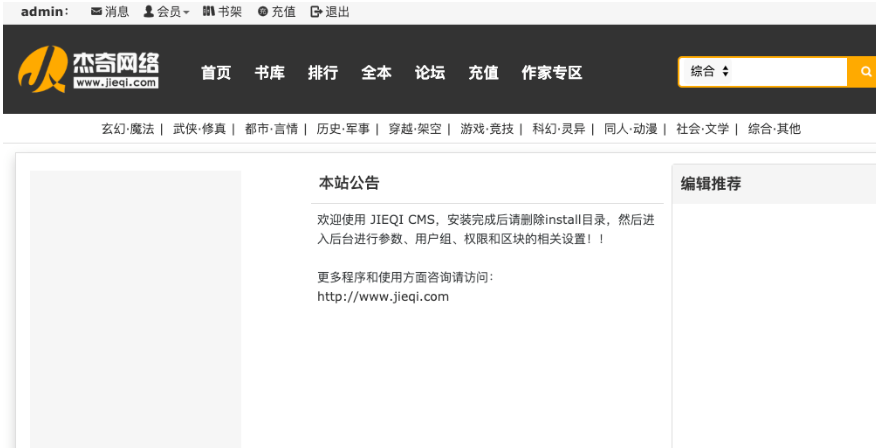 admin： 消息 会员 书架 充值 退出
杰奇网络
www.jieqi.com
首页 书库 排行 全本 论坛 充值 作家专区 综合
玄幻·魔法 | 武侠·修真 | 都市·言情 | 历史·军事 | 穿越·架空 | 游戏·竞技 | 科幻·灵异 | 同人·动漫 | 社会·文学 | 综合·其他
本站公告
欢迎使用 JIEQI CMS，安装完成后请删除install目录，然后进
入后台进行参数、用户组、权限和区块的相关设置！！
更多程序和使用方面咨询请访问：
http://www.jieqi.com
编辑推荐